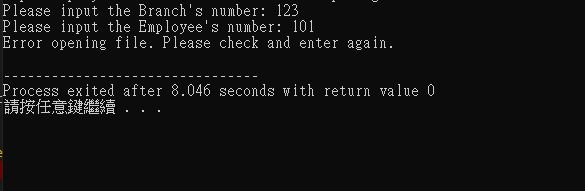 Please input the Branch's number: 123
Please input the Employee's number: 101
Error opening file. Please check and enter again.
--------------------------------
Process exited after 8.046 seconds with return value 0
請按任意鍵繼續 . . .